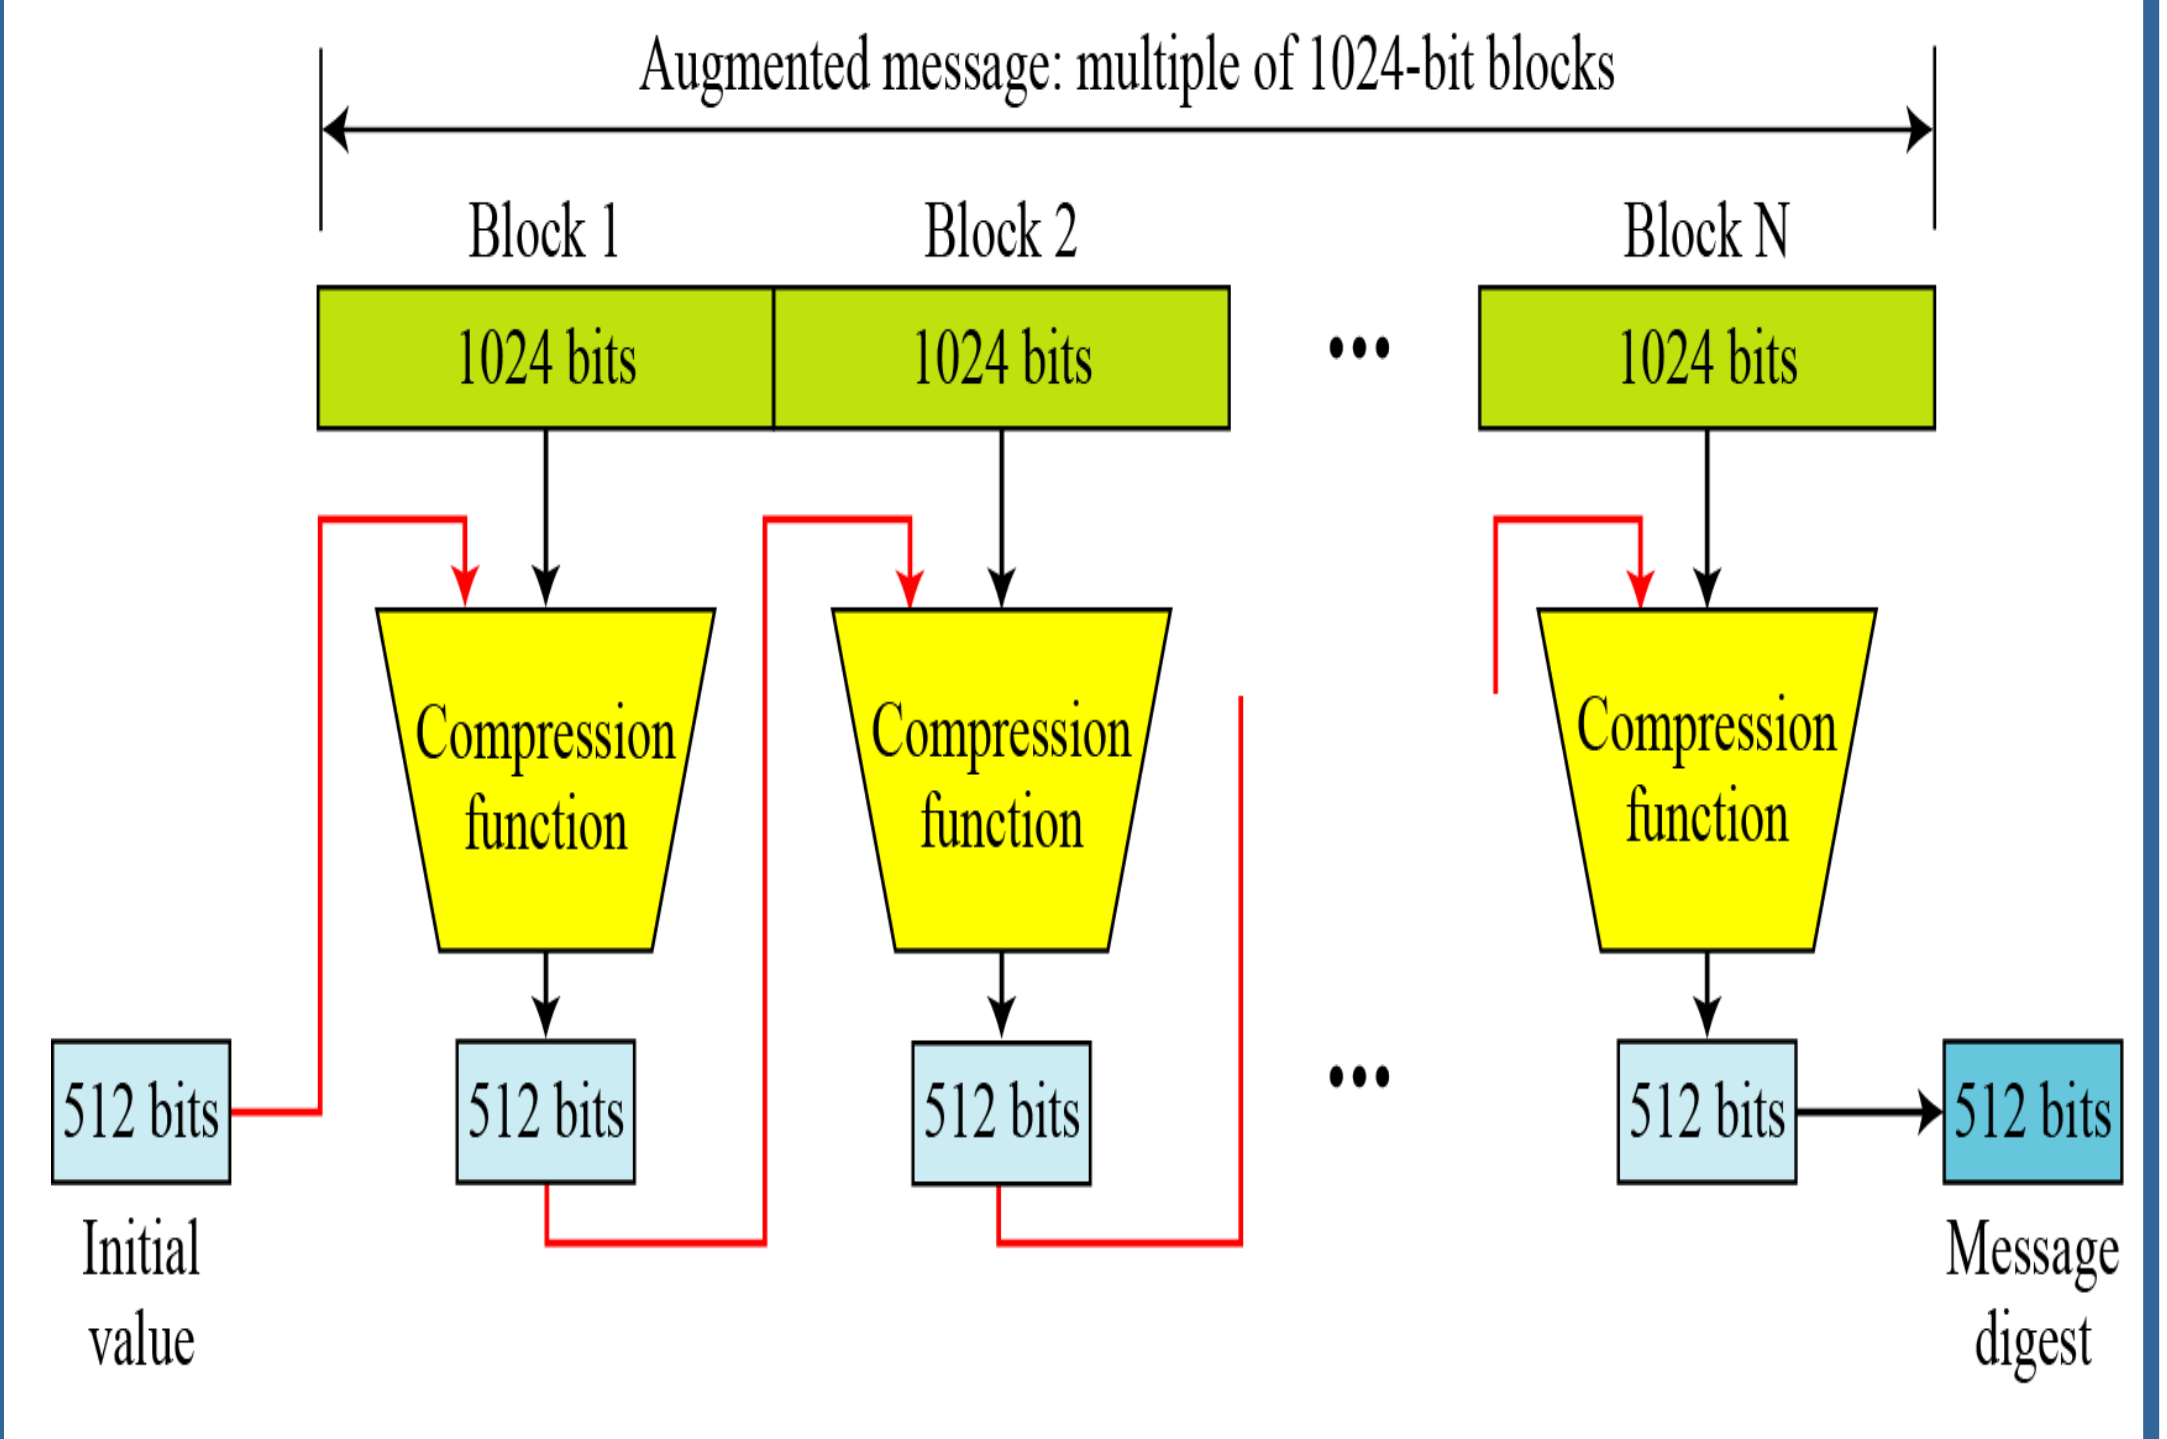 Augmented message: multiple of 1024-bit blocks
Block 1
Block 2
Block N
1024 bits
1024 bits
•••
1024 bits
Compression
function
Compression
function
Compression
function
512 bits
512 bits
512 bits
•••
512 bits
512 bits
Initial
value
Message
digest